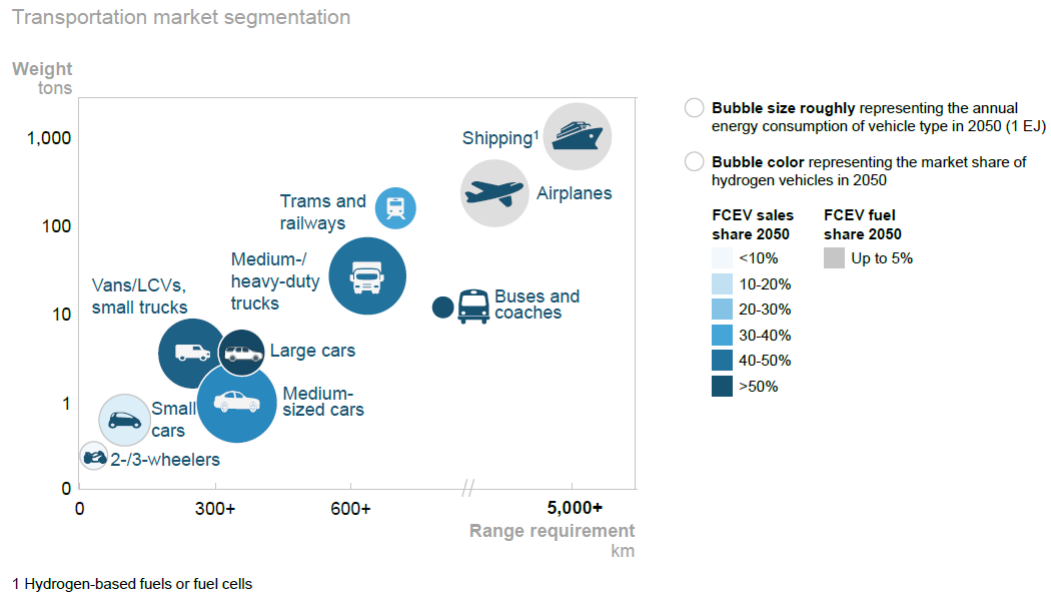 Transportation market segmentation
Weight
tons
1,000
100
10
1
0
0
300+
600+
5,000+
Range requirement
km
Shipping1
Airplanes
Trams and
railways
Medium-/
heavy-duty
trucks
Buses and
coaches
Vans/LCVs,
small trucks
Large cars
Medium-
sized cars
Small
cars
2-/3-wheelers
Bubble size roughly representing the annual
energy consumption of vehicle type in 2050 (1 EJ)
Bubble color representing the market share of
hydrogen vehicles in 2050
FCEV sales
share 2050
<10%
10-20%
20-30%
30-40%
40-50%
>50%
FCEV fuel
share 2050
Up to 5%
1 Hydrogen-based fuels or fuel cells